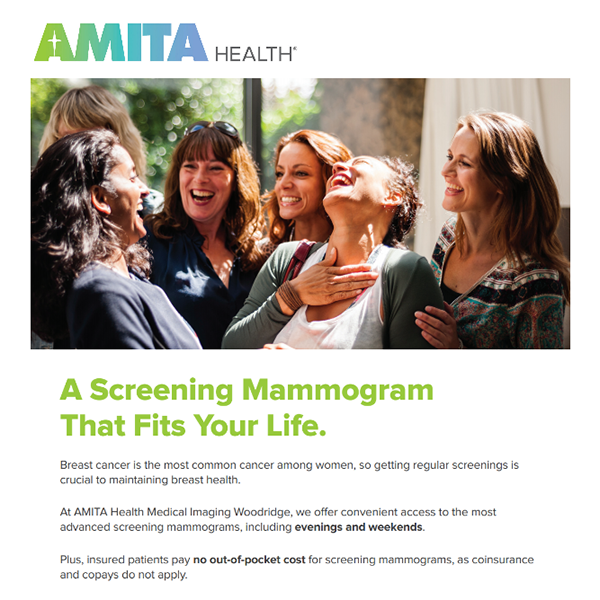 AMITA HEALTH®
A Screening Mammogram
That Fits Your Life.
Breast cancer is the most common cancer among women, so getting regular screenings is
crucial to maintaining breast health.
At AMITA Health Medical Imaging Woodridge, we offer convenient access to the most
advanced screening mammograms, including evenings and weekends.
Plus, insured patients pay no out-of-pocket cost for screening mammograms, as coinsurance
and copays do not apply.